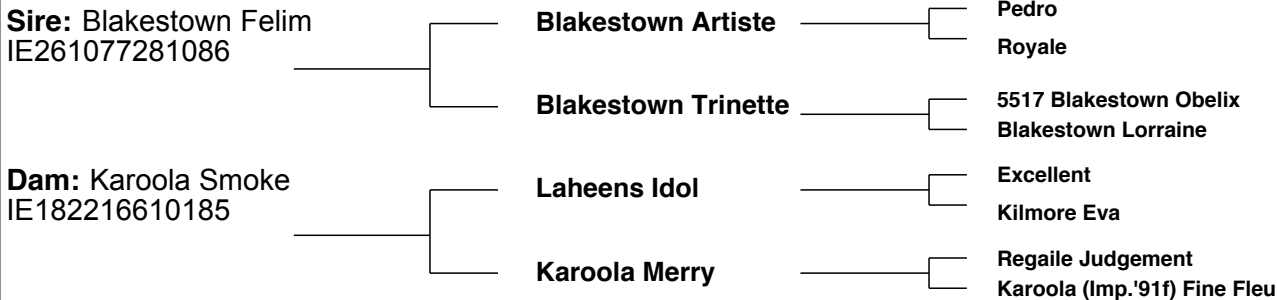 Sire: Blakestown Felim
IE261077281086
Blakestown Artiste
Pedro
Royale
Blakestown Trinette
5517 Blakestown Obelix
Blakestown Lorraine
Dam: Karoola Smoke
IE182216610185
Laheens Idol
Excellent
Kilmore Eva
Karoola Merry
Regaile Judgement
Karoola (Imp.'91f) Fine Fleu